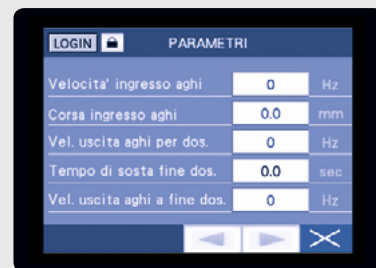 LOGIN PARAMETRI
Velocita' ingresso aghi 0 Hz
Corsa ingresso aghi 0.0 mm
Vel. uscita aghi per dos. 0 Hz
Tempo di sosta fine dos. 0.0 sec
Vel. uscita aghi a fine dos. 0 Hz